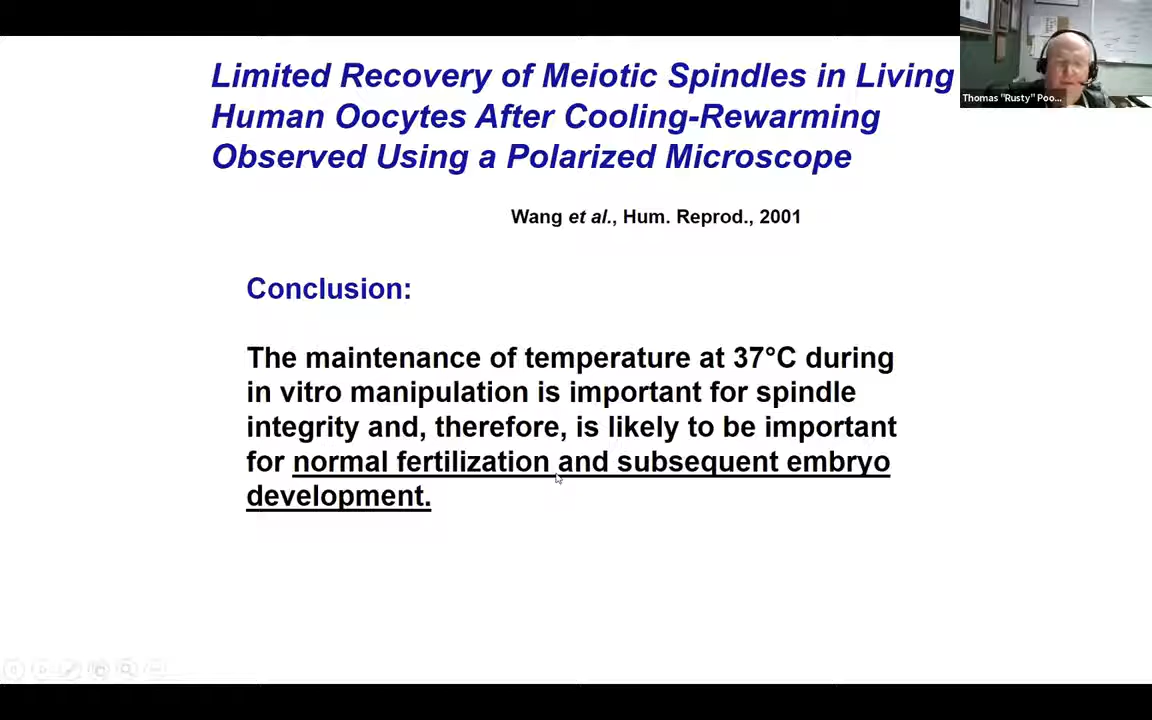 Limited Recovery of Meiotic Spindles in Living
Human Oocytes After Cooling-Rewarming
Observed Using a Polarized Microscope
Thomas "Rusty" Poo...
Wang et al., Hum. Reprod., 2001
Conclusion:
The maintenance of temperature at 37°C during
in vitro manipulation is important for spindle
integrity and, therefore, is likely to be important
for normal fertilization and subsequent embryo
development.